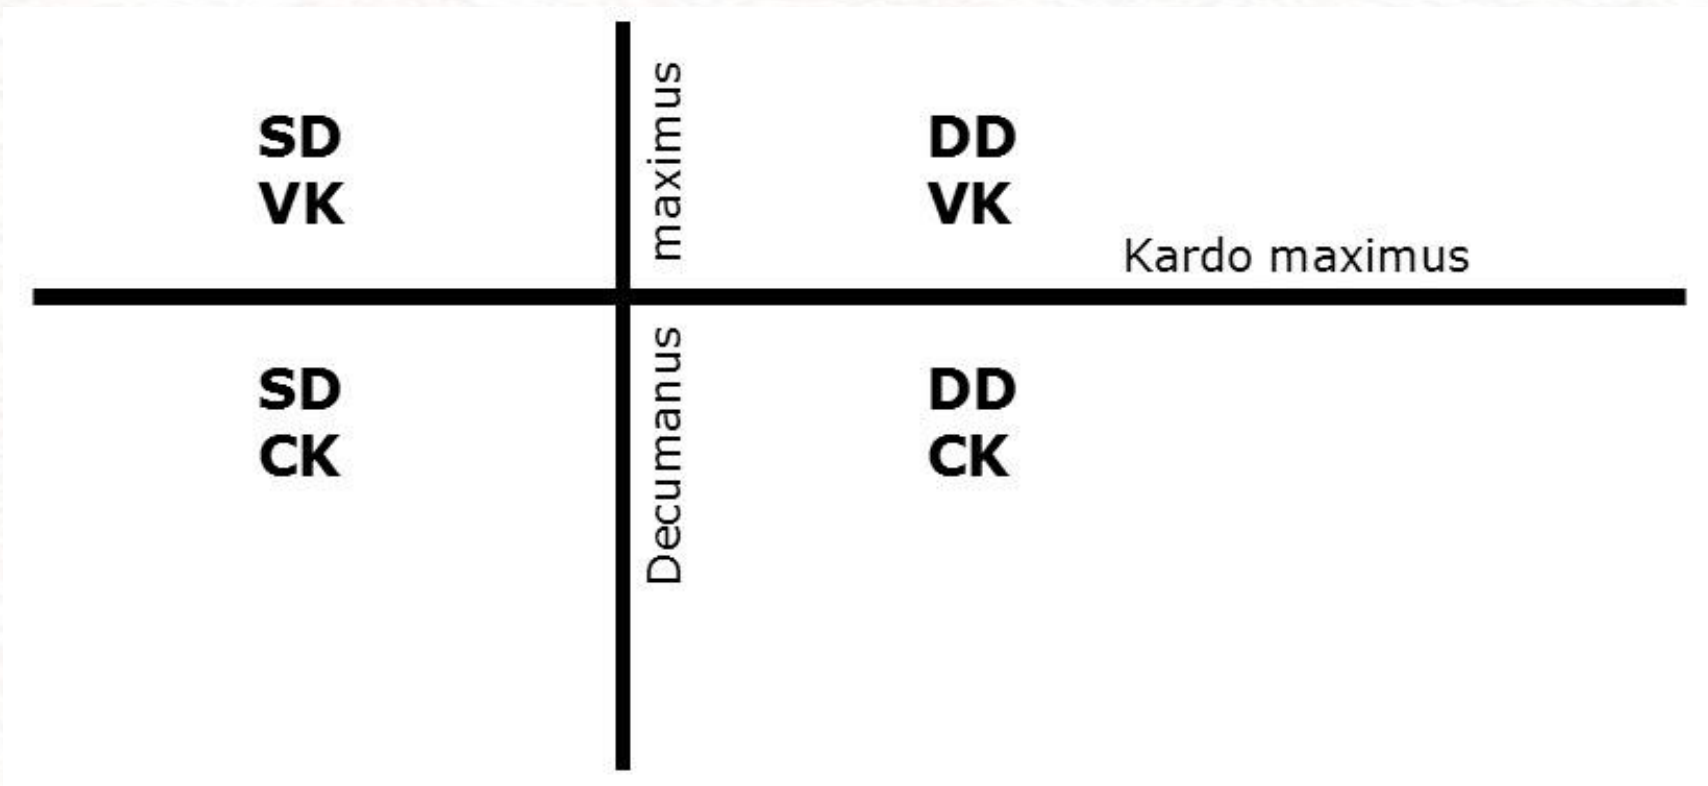 SD
VK
maximus
DD
VK
Kardo maximus
SD
CK
Decumanus
DD
CK